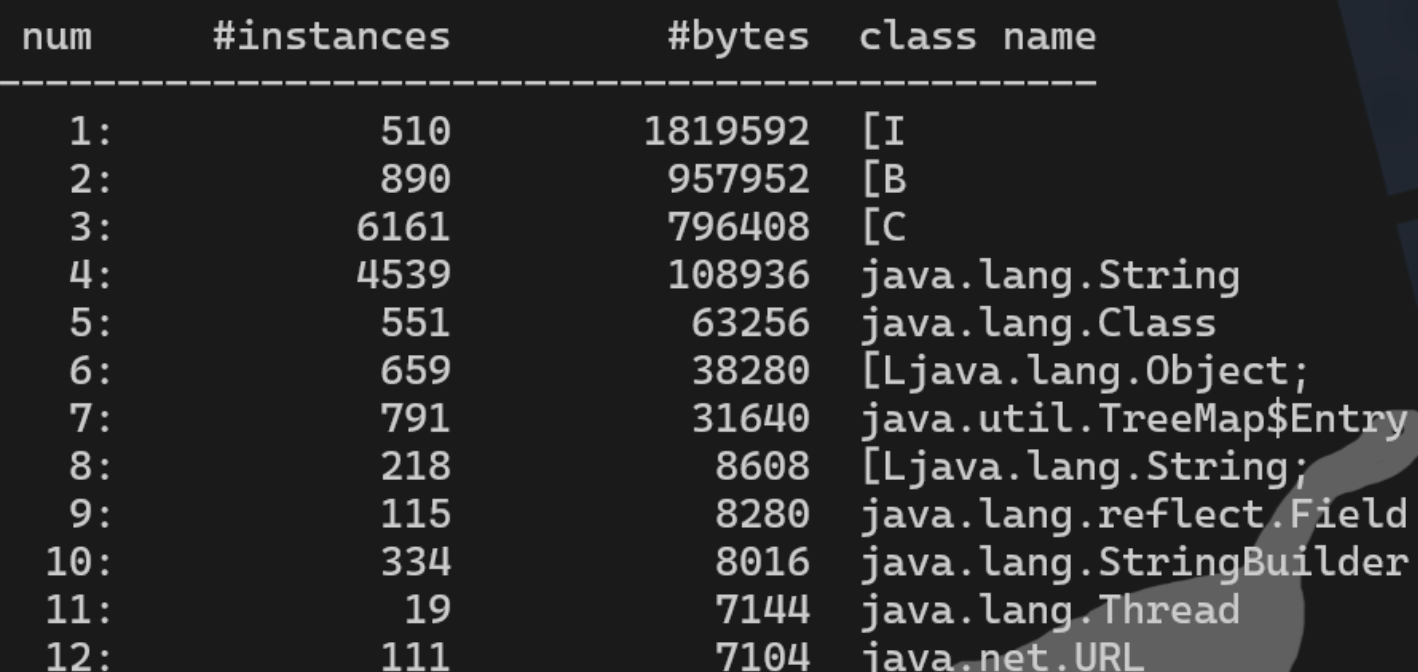 num #instances #bytes class name
----------------------------------------------
1: 510 1819592 [I
2: 890 957952 [B
3: 6161 796408 [C
4: 4539 108936 java.lang.String
5: 551 63256 java.lang.Class
6: 659 38280 [Ljava.lang.Object;
7: 791 31640 java.util.TreeMap$Entry
8: 218 8608 [Ljava.lang.String;
9: 115 8280 java.lang.reflect.Field
10: 334 8016 java.lang.StringBuilder
11: 19 7144 java.lang.Thread
12: 111 7104 java.net.URL